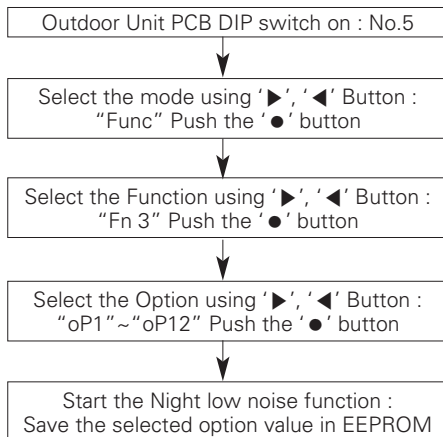 Outdoor Unit PCB DIP switch on : No.5
Select the mode using ‘▶’, ‘◀’ Button :
“Func” Push the ‘●’ button
Select the Function using ‘▶’, ‘◀’ Button :
“Fn 3” Push the ‘●’ button
Select the Option using ‘▶’, ‘◀’ Button :
“oP1”~“oP12” Push the ‘●’ button
Start the Night low noise function :
Save the selected option value in EEPROM